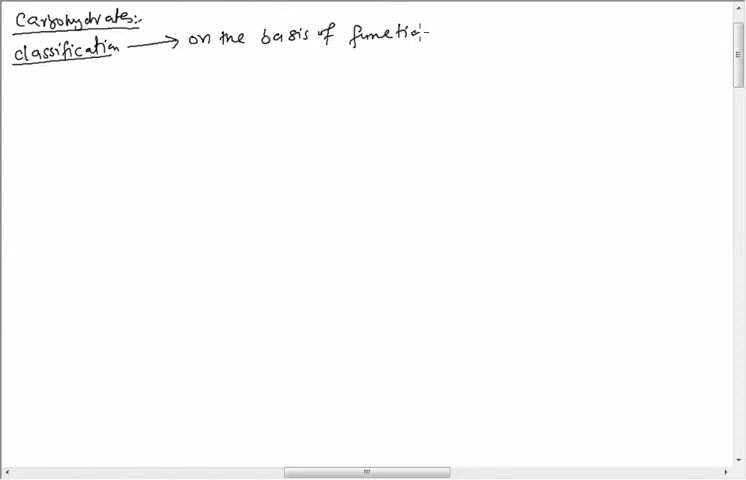 Carbohydrates:-
Classification → on the basis of functio